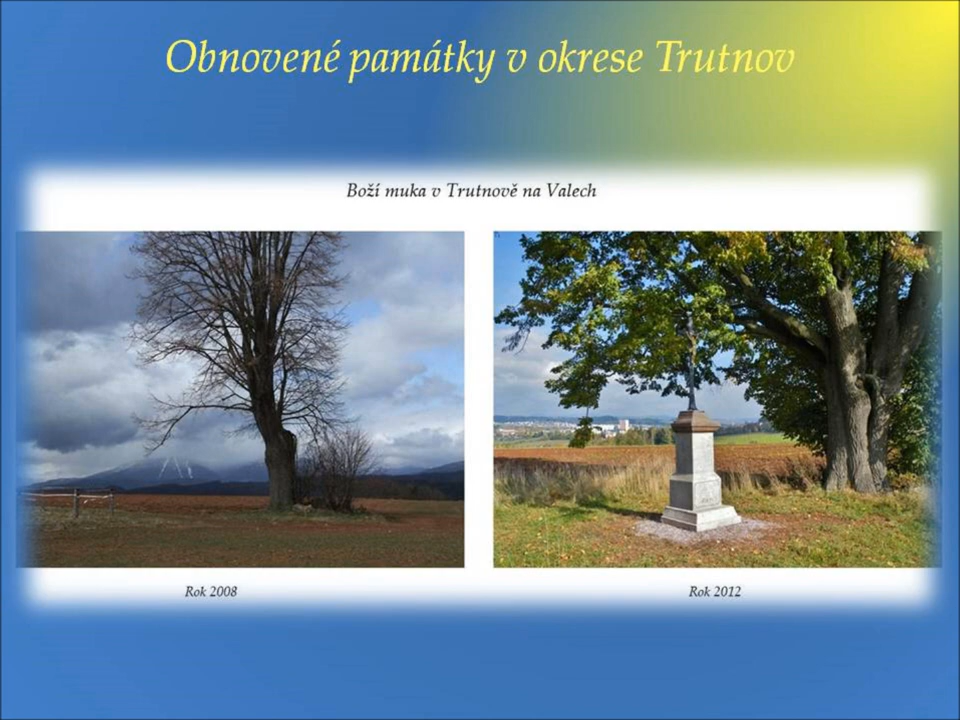 Obnovené památky v okrese Trutnov
Boží muka v Trutnově na Valech
Rok 2008
Rok 2012